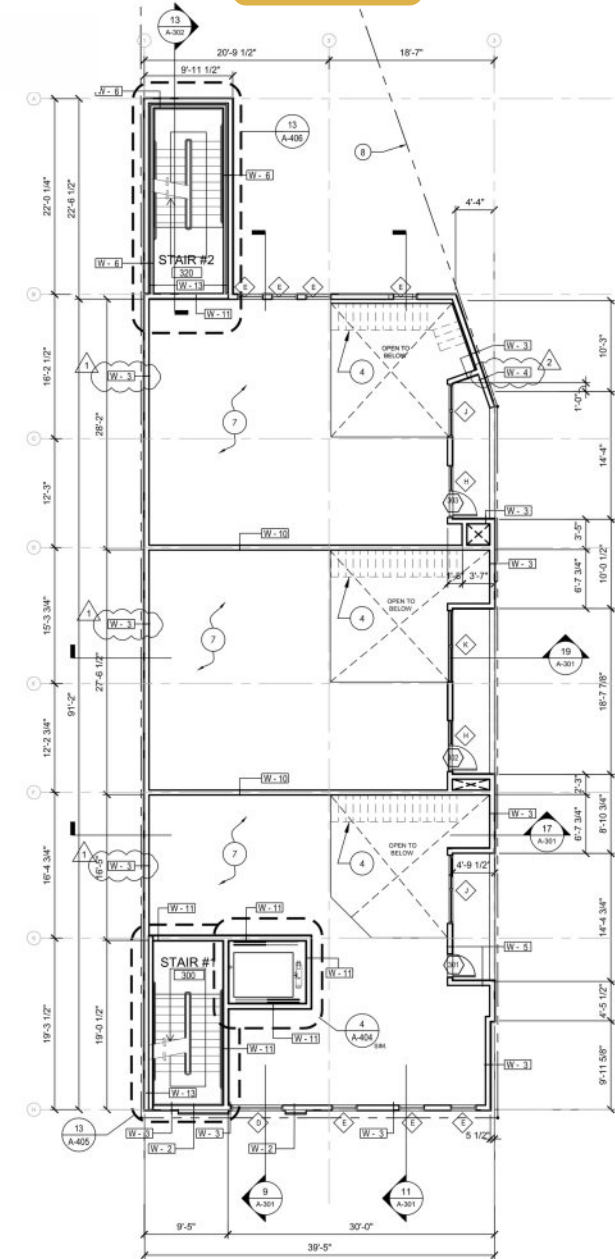 13
A-302
1
2
3
20'-9 1/2"
18'-7"
9'-11 1/2"
W - 6
A
13
A-406
8
W - 6
22'-0 1/4"
22'-6 1/2"
4'-4"
W - 6
STAIR #2
320
W - 13
W - 11
E
E
E
E
B
OPEN TO
BELOW
W - 3
W - 4
2
10'-3"
1
W - 3
4
16'-2 1/2"
28'-2"
1'-0"
J
7
C
14'-4"
H
303
12'-3"
W - 3
3'-5"
W - 10
D
W - 3
1'-6"
3'-7"
6'-7 3/4"
10'-0 1/2"
OPEN TO
BELOW
1
W - 3
4
15'-3 3/4"
7
K
19
A-301
27'-6 1/2"
91'-2"
E
18'-7 7/8"
H
302
12'-2 3/4"
W - 10
2'-3"
F
W - 3
6'-7 3/4"
8'-10 3/4"
17
A-301
OPEN TO
BELOW
1
W - 3
7
4
16'-4 3/4"
16'-5"
4'-9 1/2"
J
14'-4 3/4"
W - 11
W - 11
W - 5
STAIR #1
300
W - 11
301
4'-5 1/2"
W - 11
4
A-404
SIM.
19'-3 1/2"
19'-0 1/2"
W - 11
W - 3
9'-11 5/8"
W - 13
H
13
A-405
W - 3
W - 2
W - 3
D
W - 2
E
W - 3
E
E
5 1/2"
9
A-301
11
A-301
9'-5"
30'-0"
39'-5"